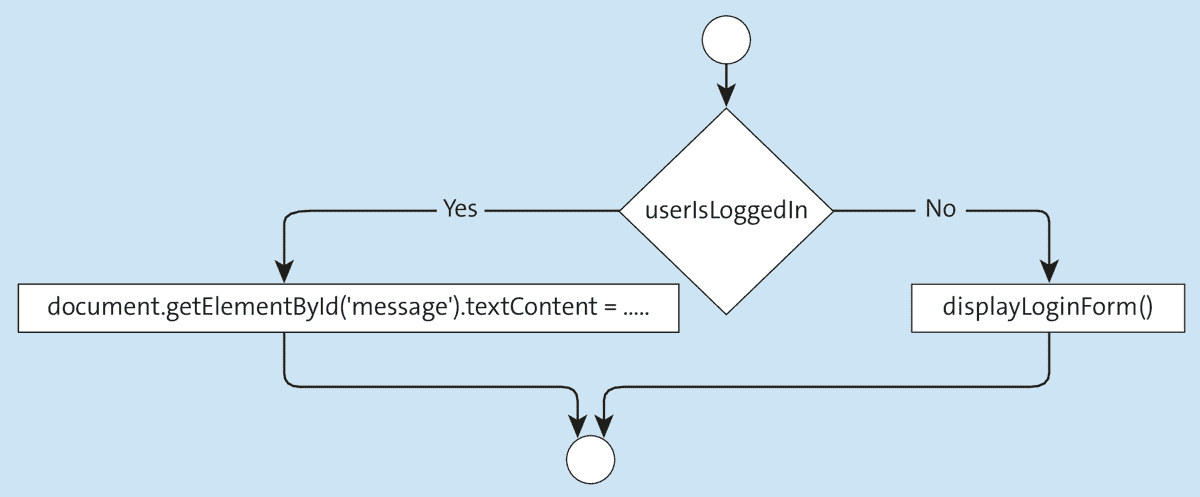 userIsLoggedIn
Yes
No
document.getElementById('message').textContent = .....
displayLoginForm()